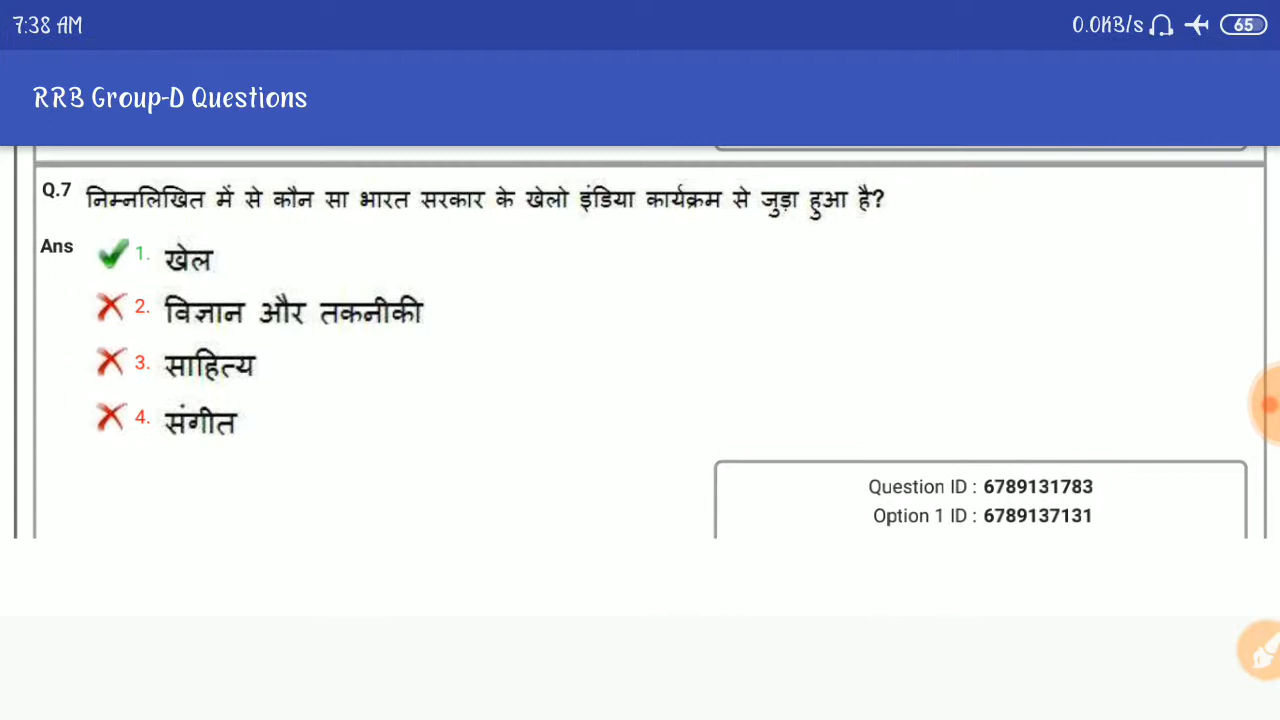 7:38 AM 0.0KB/s 65
RRB Group-D Questions
Q.7 निम्नलिखित में से कौन सा भारत सरकार के खेलो इंडिया कार्यक्रम से जुड़ा हुआ है?
Ans 1. खेल
2. विज्ञान और तकनीकी
3. साहित्य
4. संगीत
Question ID : 6789131783
Option 1 ID : 6789137131